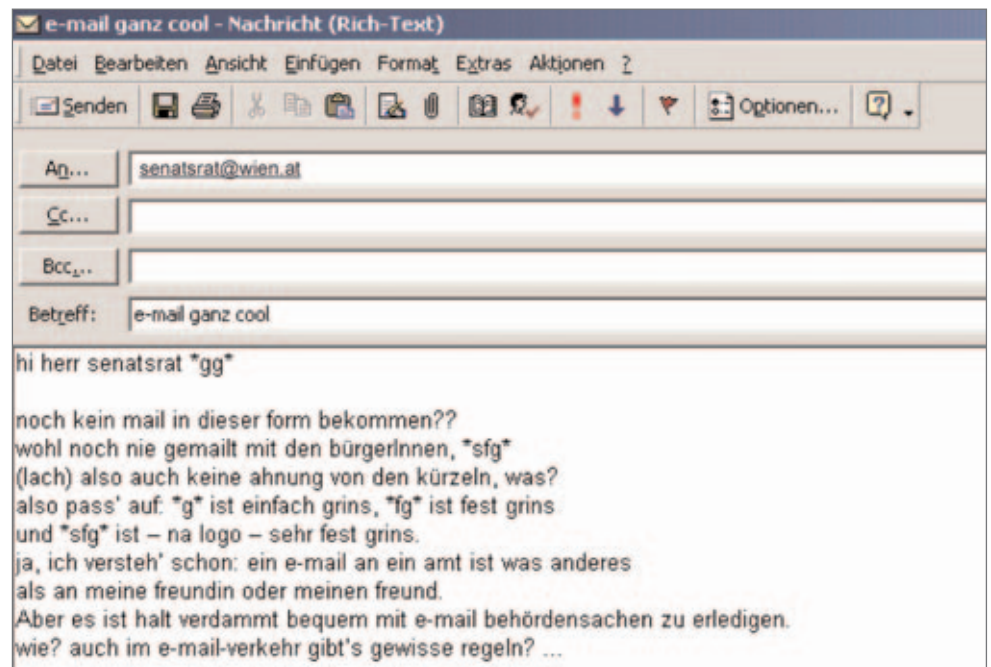 e-mail ganz cool - Nachricht (Rich-Text)
Datei Bearbeiten Ansicht Einfügen Format Extras Aktionen ?
Senden Optionen...
An... senatsrat@wien.at
Cc...
Bcc...
Betreff: e-mail ganz cool
hi herr senatsrat *gg*
noch kein mail in dieser form bekommen??
wohl noch nie gemailt mit den bürgerInnen, *sfg*
(lach) also auch keine ahnung von den kürzeln, was?
also pass' auf: *g* ist einfach grins, *fg* ist fest grins
und *sfg* ist – na logo – sehr fest grins.
ja, ich versteh' schon: ein e-mail an ein amt ist was anderes
als an meine freundin oder meinen freund.
Aber es ist halt verdammt bequem mit e-mail behördensachen zu erledigen.
wie? auch im e-mail-verkehr gibt's gewisse regeln? ...